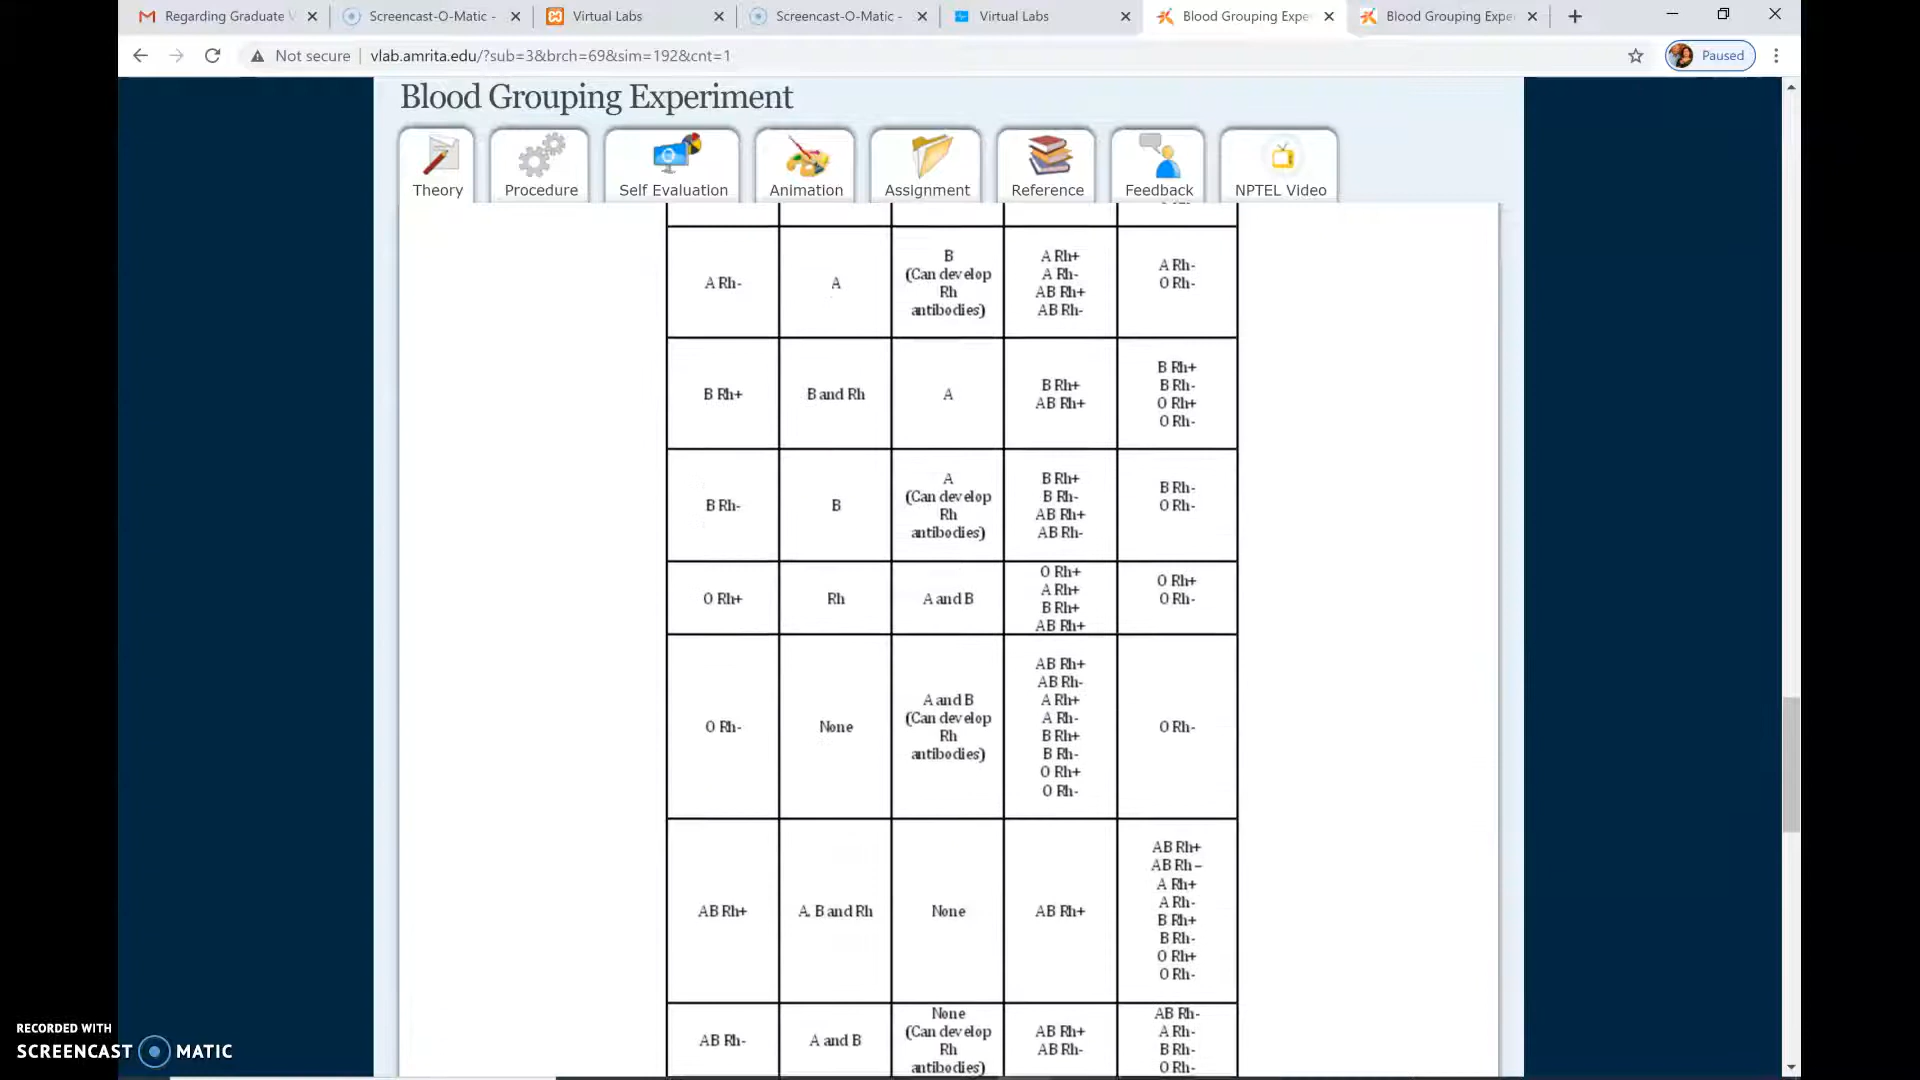 Regarding Graduate V
Screencast-O-Matic -
Virtual Labs
Screencast-O-Matic -
Virtual Labs
Blood Grouping Expe
Blood Grouping Expe
Not secure | vlab.amrita.edu/?sub=3&brch=69&sim=192&cnt=1
Paused
Blood Grouping Experiment
Theory
Procedure
Self Evaluation
Animation
Assignment
Reference
Feedback
NPTEL Video
A Rh-
A
B
(Can develop
Rh
antibodies)
A Rh+
A Rh-
AB Rh+
AB Rh-
A Rh-
O Rh-
B Rh+
B and Rh
A
B Rh+
AB Rh+
B Rh+
B Rh-
O Rh+
O Rh-
B Rh-
B
A
(Can develop
Rh
antibodies)
B Rh+
B Rh-
AB Rh+
AB Rh-
B Rh-
O Rh-
O Rh+
Rh
A and B
O Rh+
A Rh+
B Rh+
AB Rh+
O Rh+
O Rh-
O Rh-
None
A and B
(Can develop
Rh
antibodies)
AB Rh+
AB Rh-
A Rh+
A Rh-
B Rh+
B Rh-
O Rh+
O Rh-
O Rh-
AB Rh+
A, B and Rh
None
AB Rh+
AB Rh+
AB Rh –
A Rh+
A Rh-
B Rh+
B Rh-
O Rh+
O Rh-
AB Rh-
A and B
None
(Can develop
Rh
antibodies)
AB Rh+
AB Rh-
AB Rh-
A Rh-
B Rh-
O Rh-
RECORDED WITH
SCREENCAST MATIC